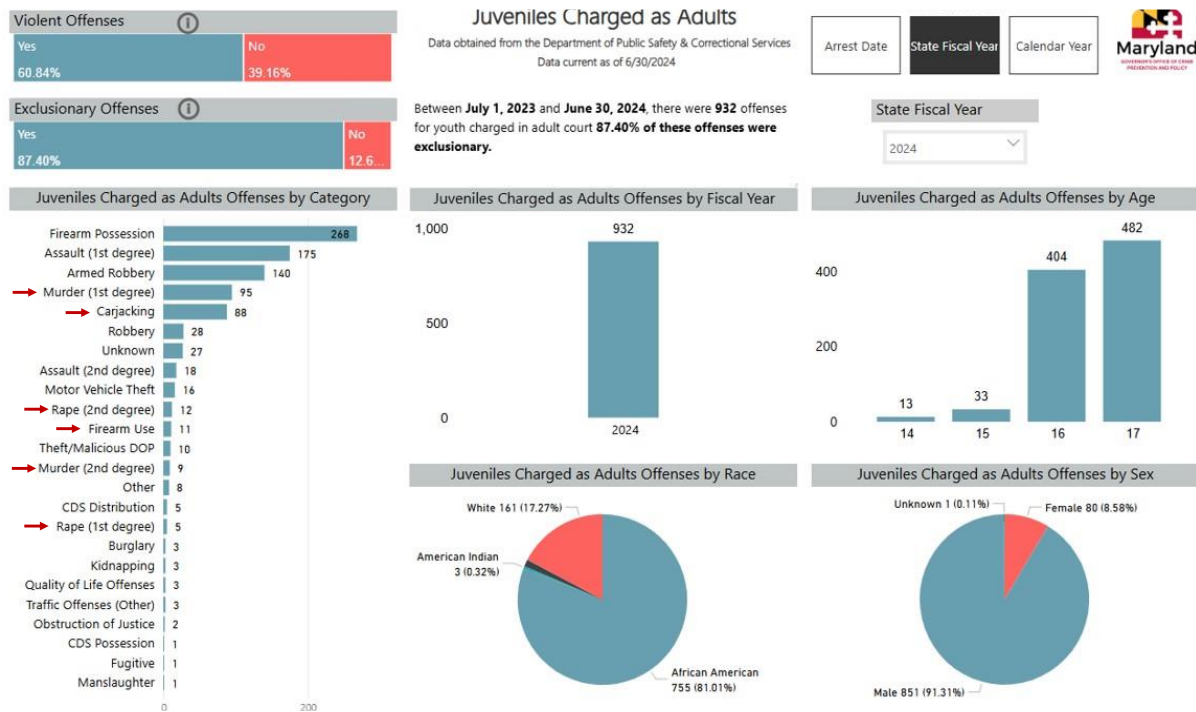 Violent Offenses
Yes
60.84%
No
39.16%
Exclusionary Offenses
Yes
87.40%
No
12.6...
Juveniles Charged as Adults
Data obtained from the Department of Public Safety & Correctional Services
Data current as of 6/30/2024
Between July 1, 2023 and June 30, 2024, there were 932 offenses
for youth charged in adult court 87.40% of these offenses were
exclusionary.
Arrest Date
State Fiscal Year
Calendar Year
Maryland
GOVERNOR'S OFFICE OF CRIME
PREVENTION AND POLICY
State Fiscal Year
2024
Juveniles Charged as Adults Offenses by Category
Firearm Possession 268
Assault (1st degree) 175
Armed Robbery 140
Murder (1st degree) 95
Carjacking 88
Robbery 28
Unknown 27
Assault (2nd degree) 18
Motor Vehicle Theft 16
Rape (2nd degree) 12
Firearm Use 11
Theft/Malicious DOP 10
Murder (2nd degree) 9
Other 8
CDS Distribution 5
Rape (1st degree) 5
Burglary 3
Kidnapping 3
Quality of Life Offenses 3
Traffic Offenses (Other) 3
Obstruction of Justice 2
CDS Possession 1
Fugitive 1
Manslaughter 1
0 200
Juveniles Charged as Adults Offenses by Fiscal Year
1,000
932
500
0
2024
Juveniles Charged as Adults Offenses by Age
482
404
400
200
33
13
0
14 15 16 17
Juveniles Charged as Adults Offenses by Race
White 161 (17.27%)
American Indian
3 (0.32%)
African American
755 (81.01%)
Juveniles Charged as Adults Offenses by Sex
Unknown 1 (0.11%)
Female 80 (8.58%)
Male 851 (91.31%)